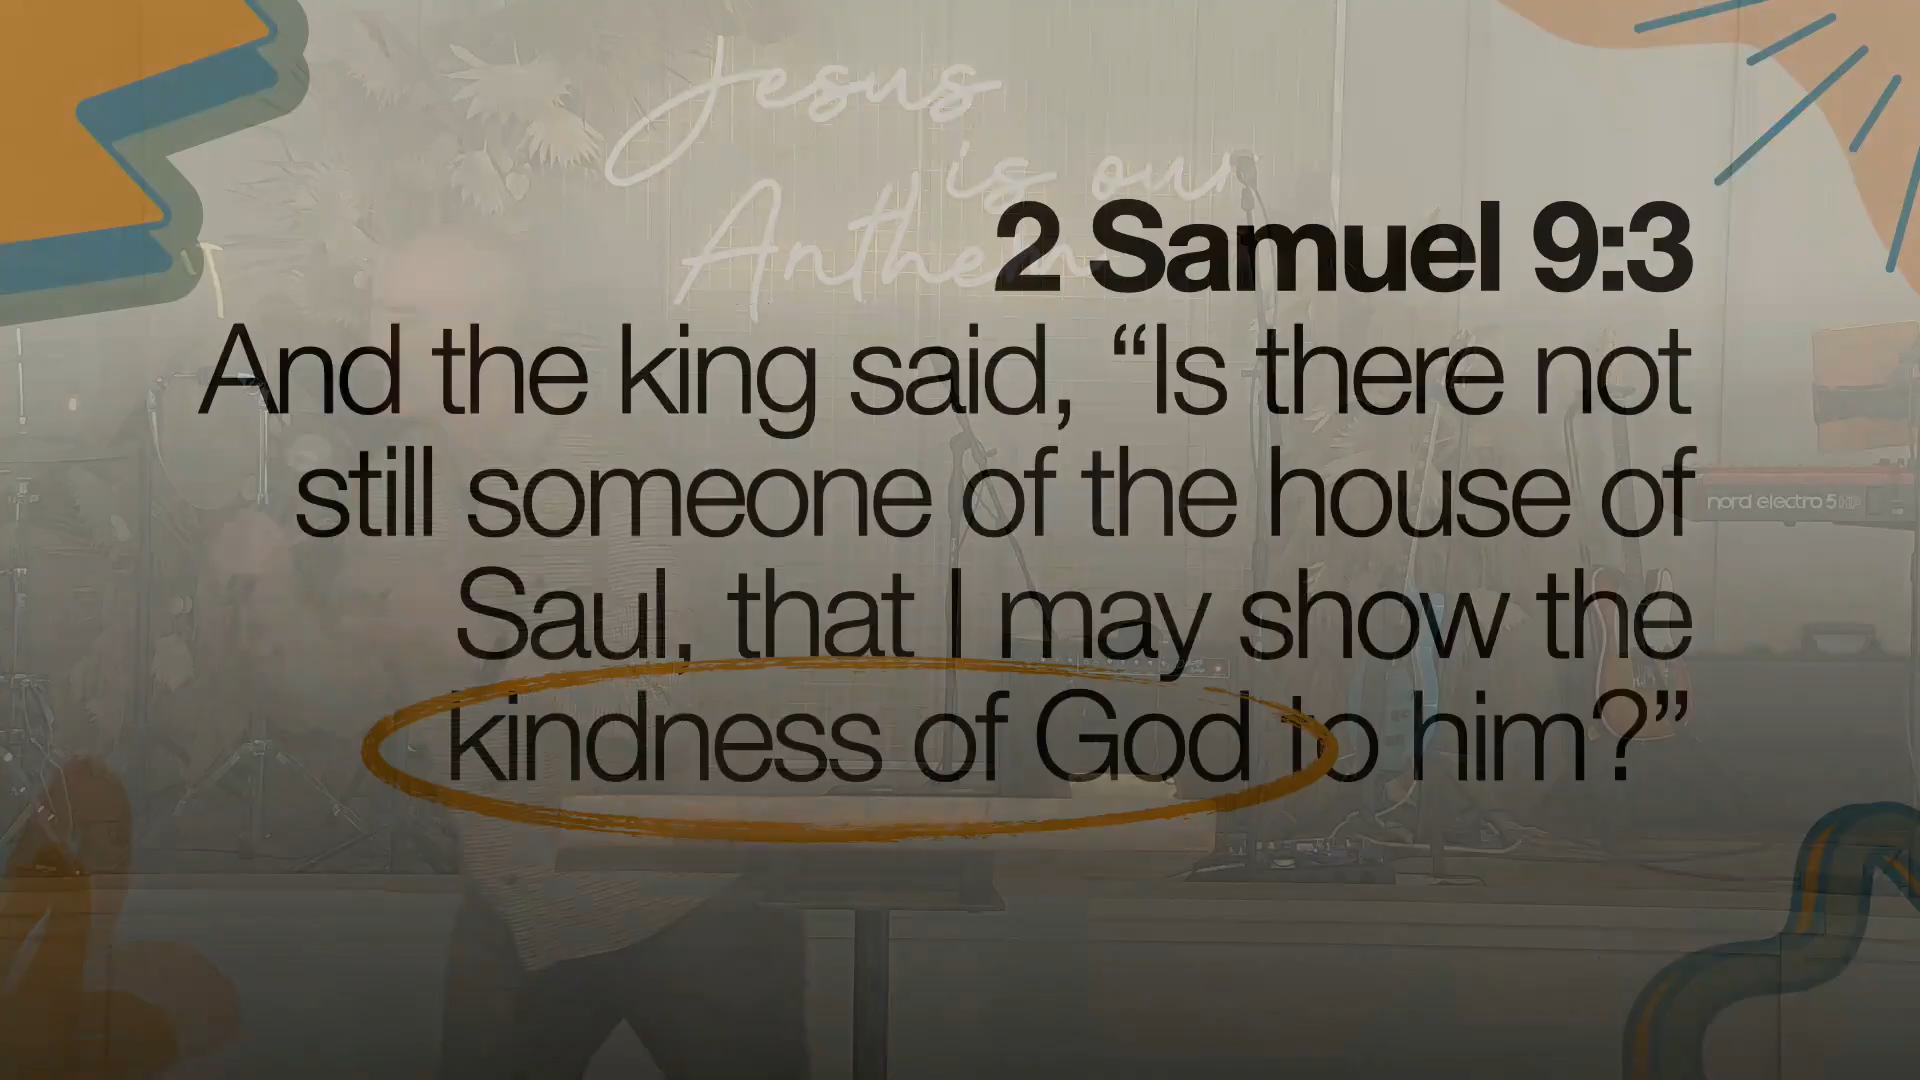 Jesus
is our
Anthem
2 Samuel 9:3
And the king said, “Is there not
still someone of the house of
Saul, that I may show the
kindness of God to him?”
nord electro 5 HP